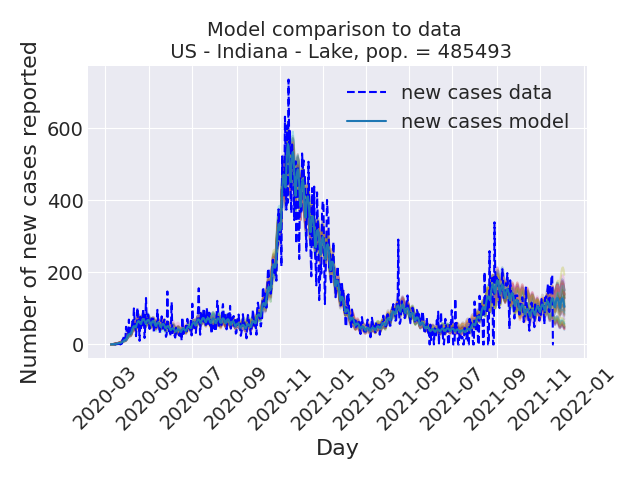 Model comparison to data
US - Indiana - Lake, pop. = 485493
new cases data
new cases model
Number of new cases reported
600
400
200
0
2020-03
2020-05
2020-07
2020-09
2020-11
2021-01
2021-03
2021-05
2021-07
2021-09
2021-11
2022-01
Day